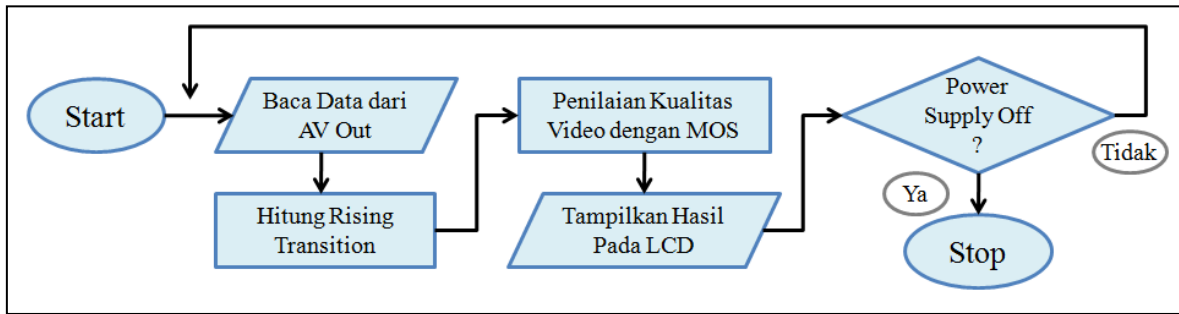 Start
Baca Data dari
AV Out
Hitung Rising
Transition
Penilaian Kualitas
Video dengan MOS
Tampilkan Hasil
Pada LCD
Power
Supply Off
?
Tidak
Ya
Stop